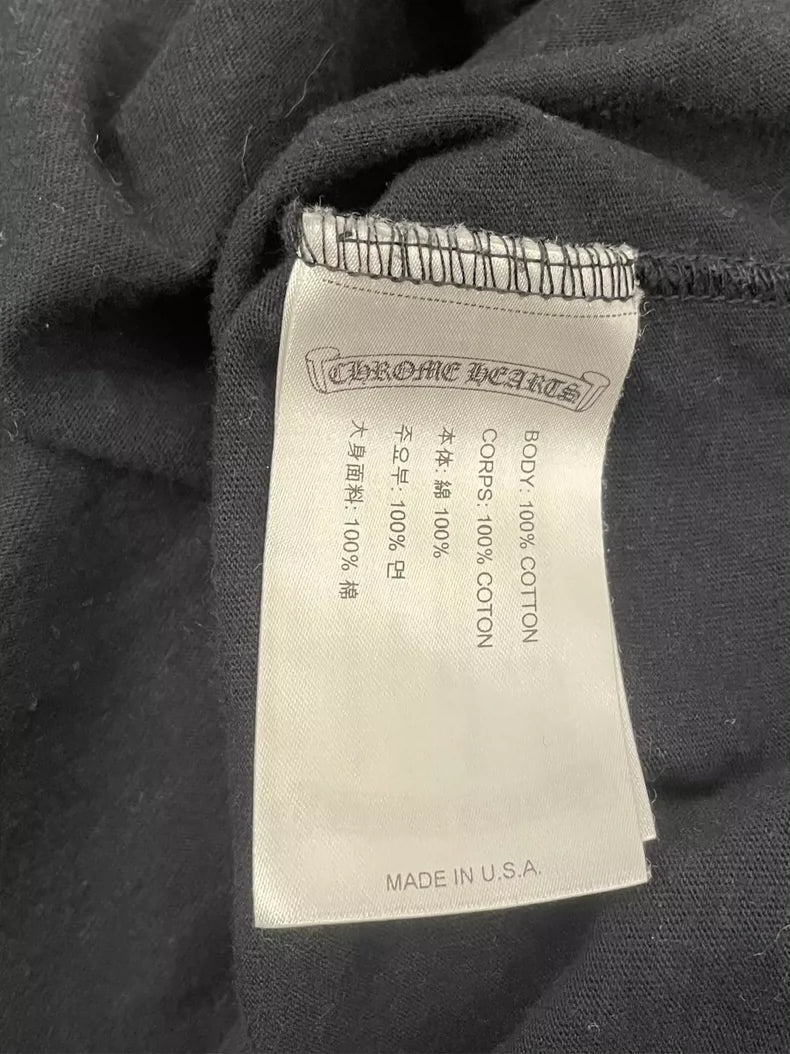 CHROME HEARTS
BODY: 100% COTTON
CORPS: 100% COTON
本体: 綿 100%
주요부: 100% 면
大身面料: 100% 棉
MADE IN U.S.A.